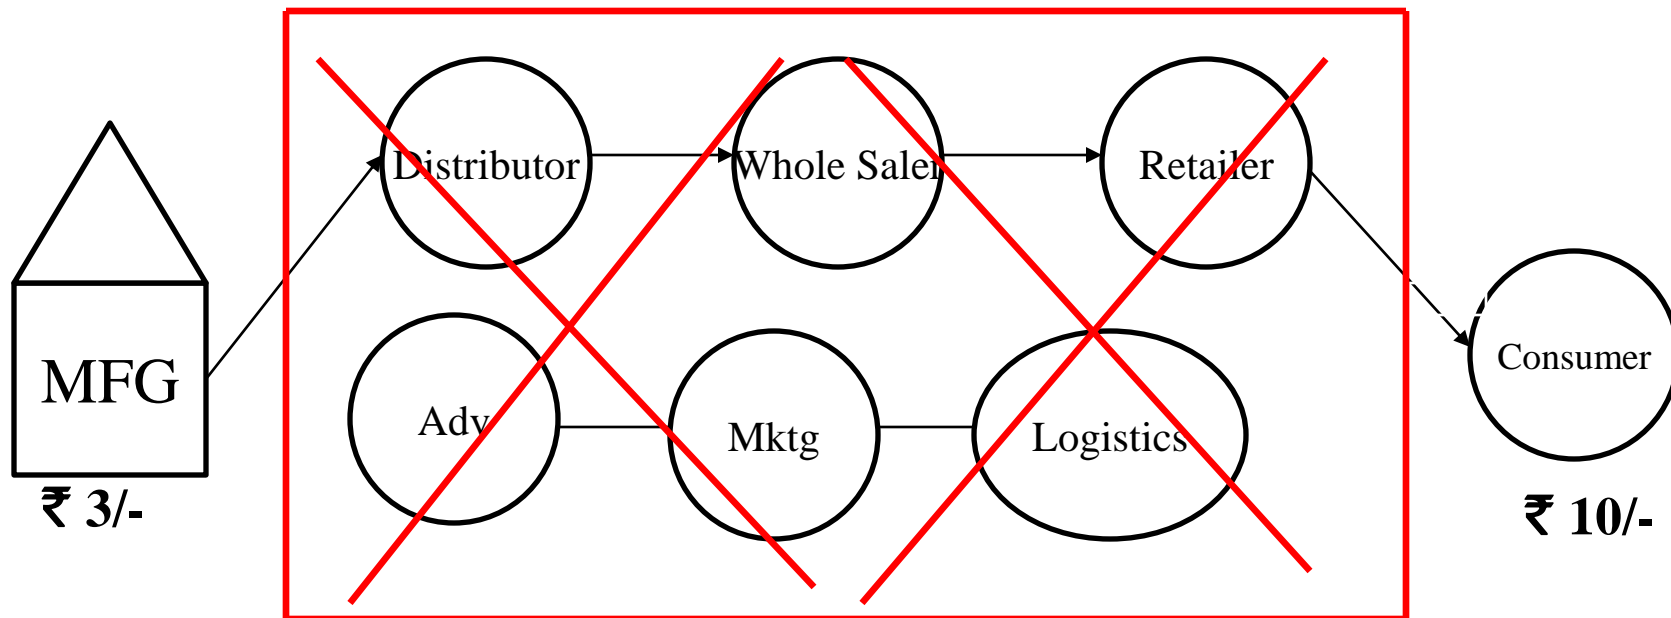 Distributor
Whole Saler
Retailer
MFG
Consumer
Adv
Mktg
Logistics
₹ 3/-
₹ 10/-